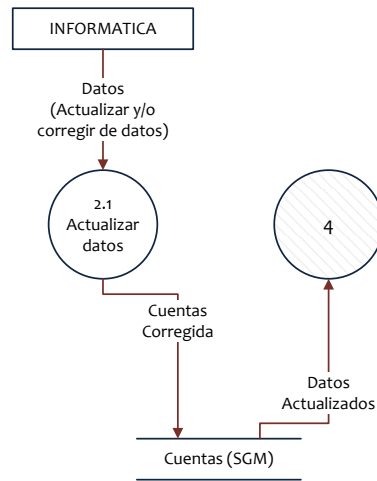 INFORMATICA
Datos
(Actualizar y/o
corregir de datos)
2.1
Actualizar
datos
4
Cuentas
Corregida
Datos
Actualizados
Cuentas (SGM)